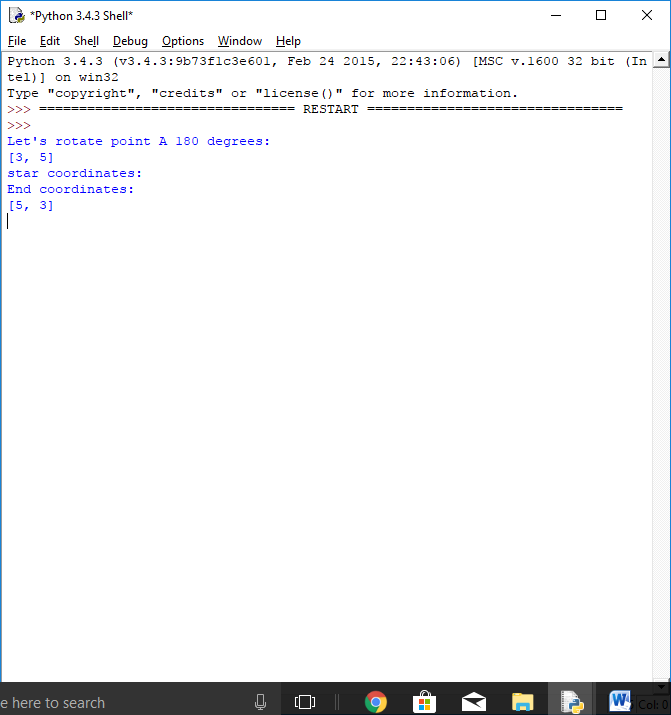 *Python 3.4.3 Shell*
File Edit Shell Debug Options Window Help
Python 3.4.3 (v3.4.3:9b73f1c3e601, Feb 24 2015, 22:43:06) [MSC v.1600 32 bit (In
tel)] on win32
Type "copyright", "credits" or "license()" for more information.
>>> ================================ RESTART ================================
>>>
Let's rotate point A 180 degrees:
[3, 5]
star coordinates:
End coordinates:
[5, 3]
e here to search
W
Col: 0